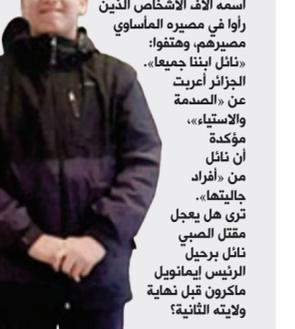 اسمه آلاف الأشخاص الذين
رأوا في مصيره المأساوي
مصيرهم، وهتفوا:
«نائل ابننا جميعا».
الجزائر أعربت
عن «الصدمة
والاستياء»،
مؤكدة
أن نائل
من «أفراد
جاليتها».
ترى هل يعجل
مقتل الصبي
نائل برحيل
الرئيس إيمانويل
ماكرون قبل نهاية
ولايته الثانية؟